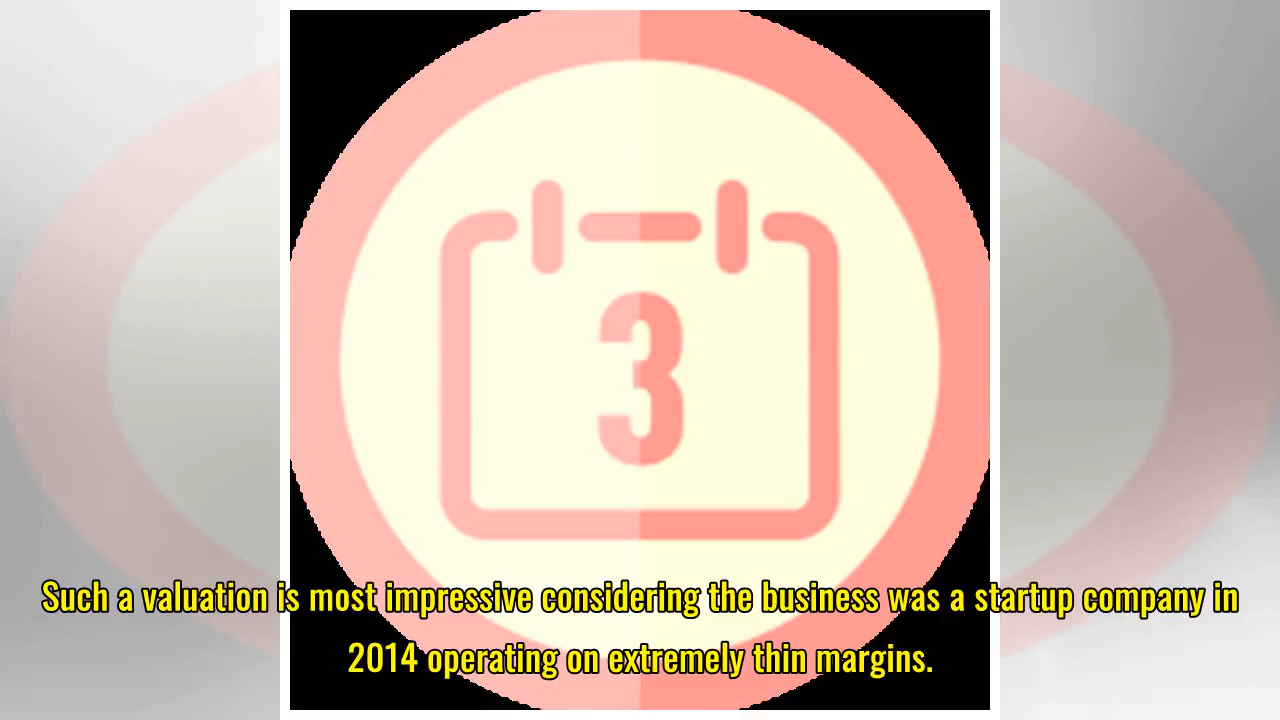 3
Such a valuation is most impressive considering the business was a startup company in
2014 operating on extremely thin margins.